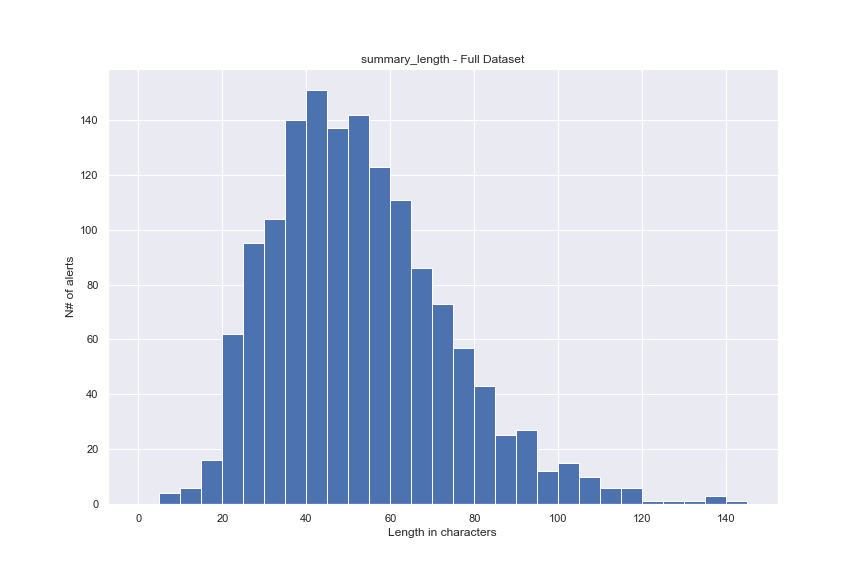 summary_length - Full Dataset
N# of alerts
140
120
100
80
60
40
20
0
0 20 40 60 80 100 120 140
Length in characters